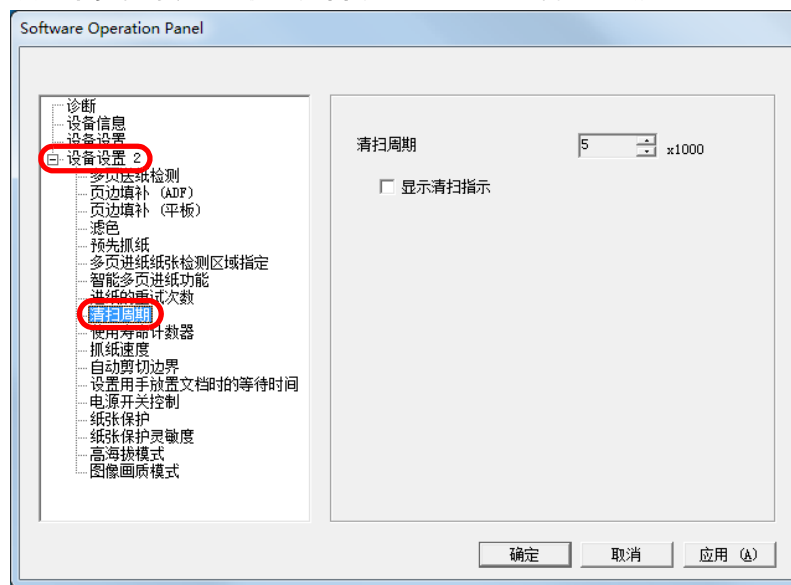 Software Operation Panel
诊断
设备信息
设备设置
设备设置 2
多页送纸检测
页边填补 (ADF)
页边填补 (平板)
滤色
预先抓纸
多页进纸纸张检测区域指定
智能多页进纸功能
进纸的重试次数
清扫周期
使用寿命计数器
抓纸速度
自动剪切边界
设置用手放置文档时的等待时间
电源开关控制
纸张保护
纸张保护灵敏度
高海拔模式
图像画质模式
清扫周期 5 x1000
显示清扫指示
确定 取消 应用 (A)